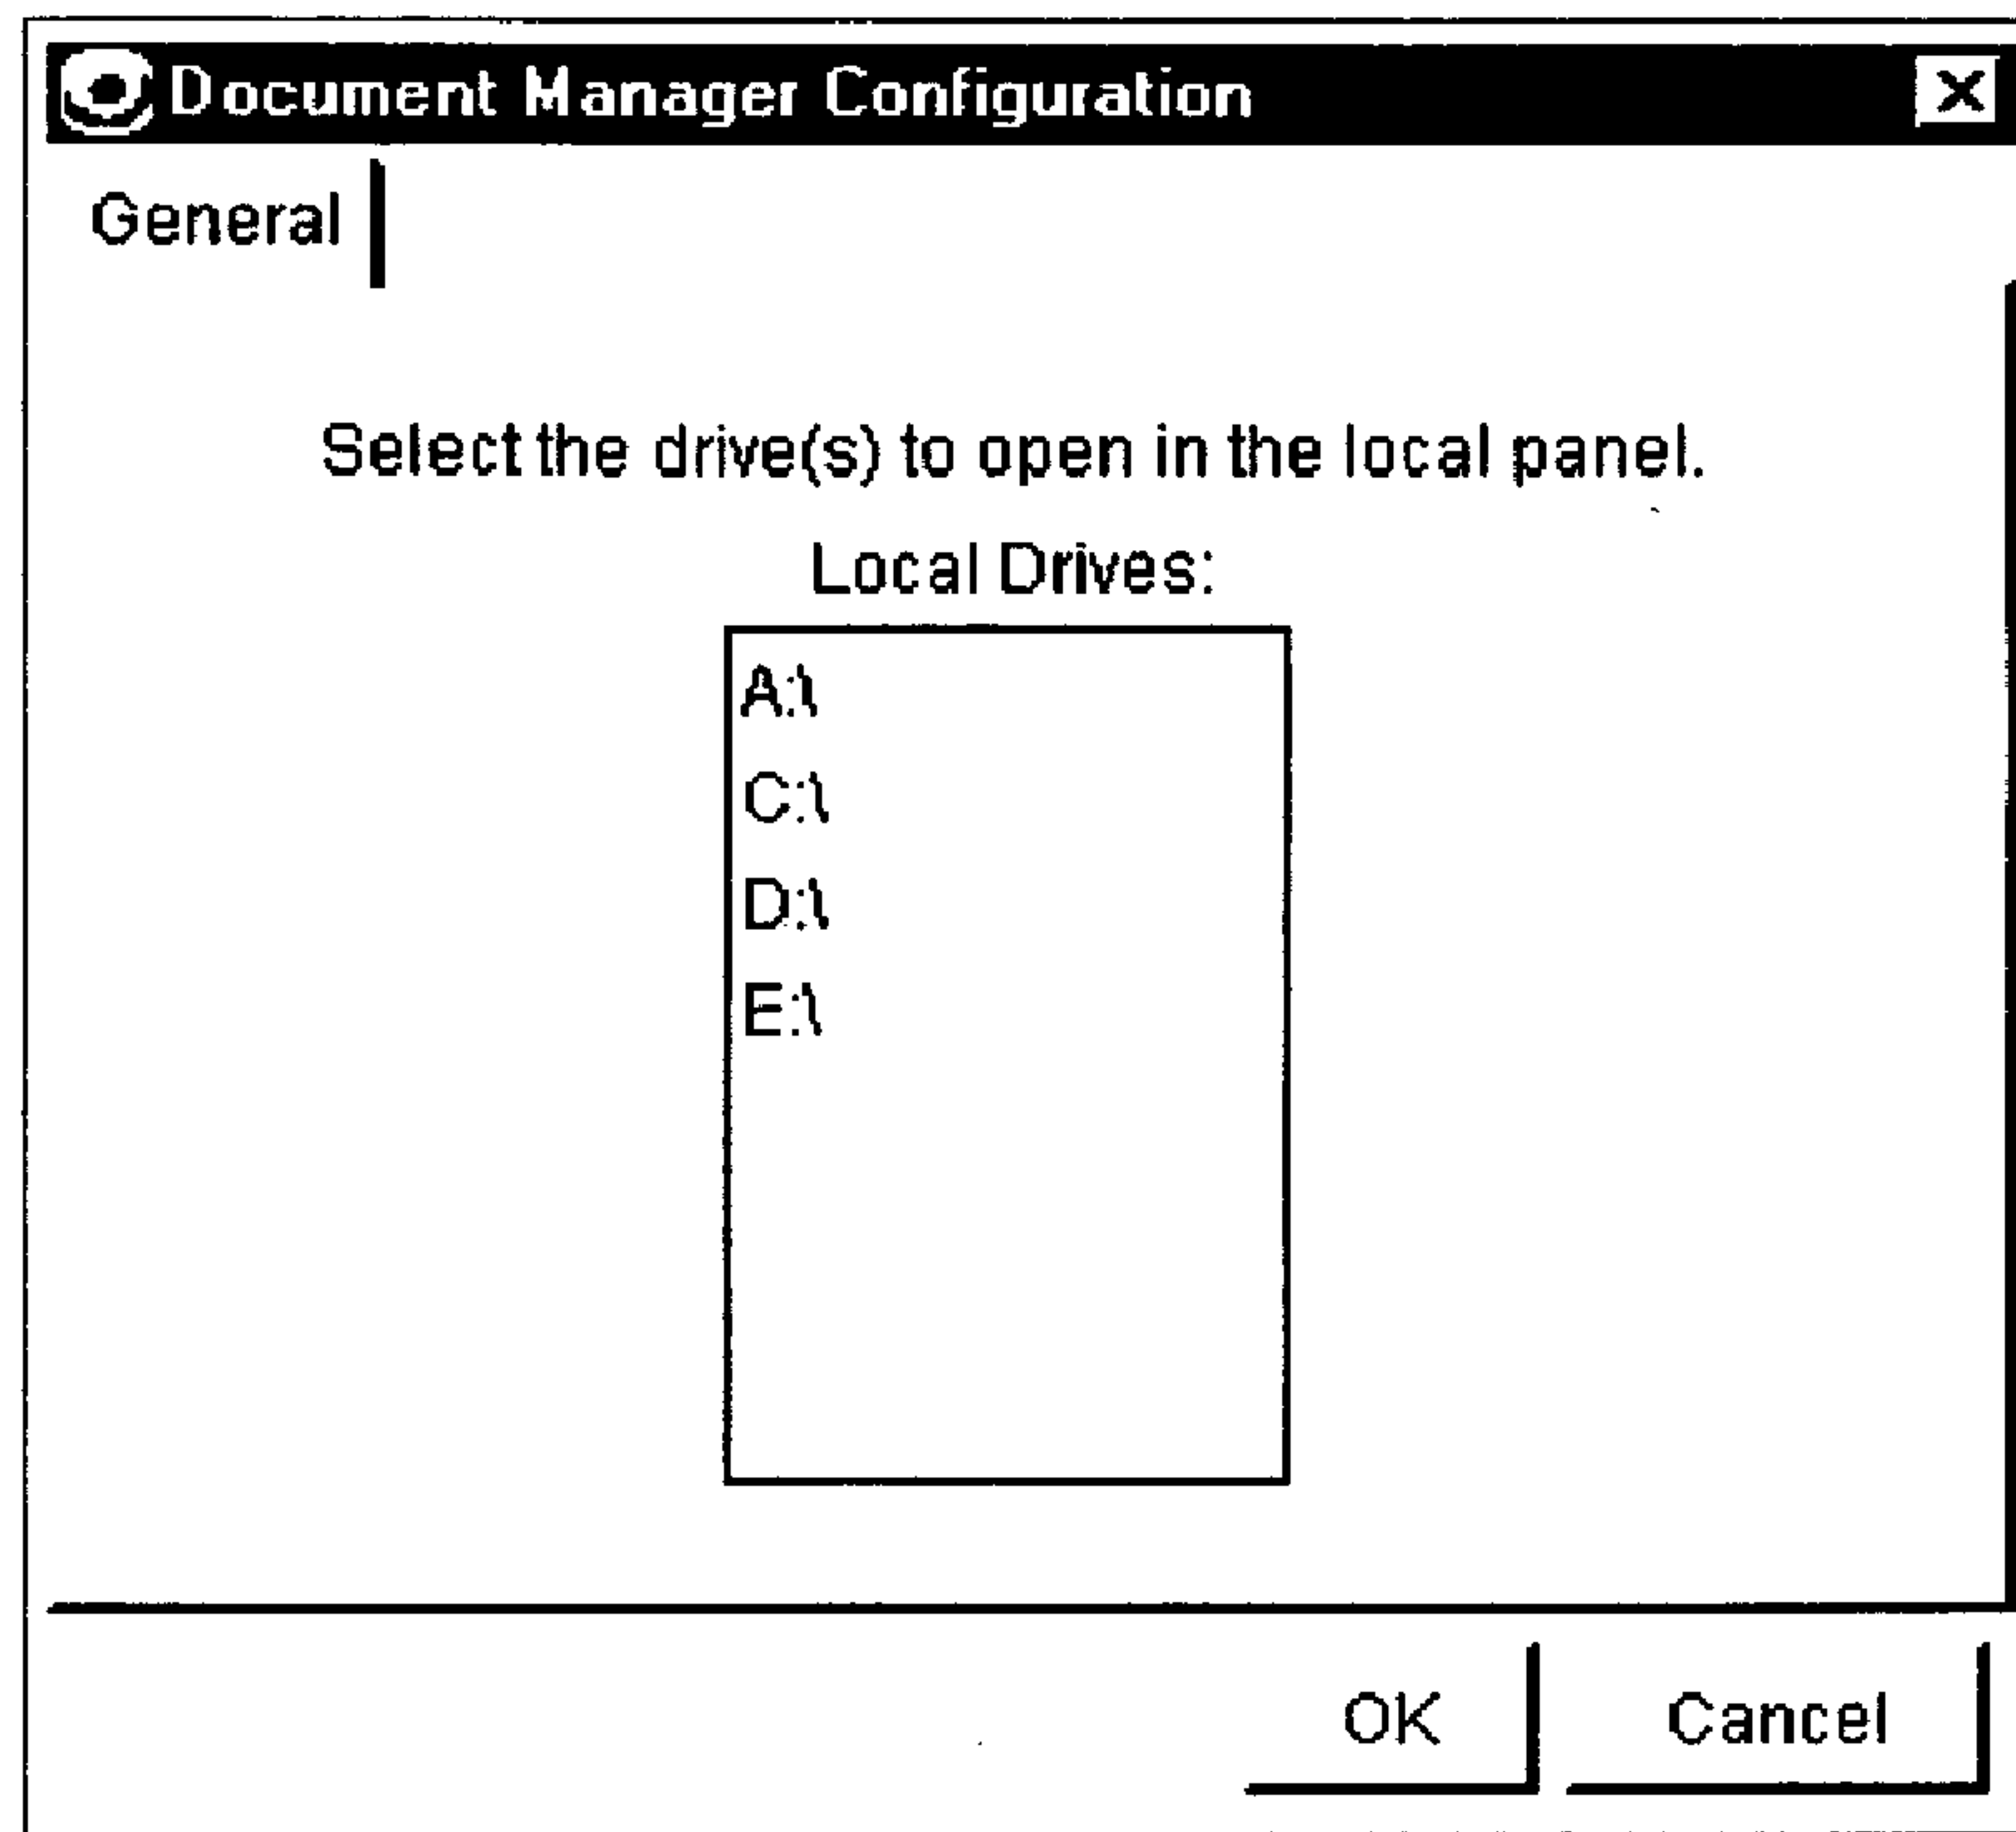 Document Manager Configuration
General
Select the drive(s) to open in the local panel.
Local Drives:
A:\
C:\
D:\
E:\
OK
Cancel